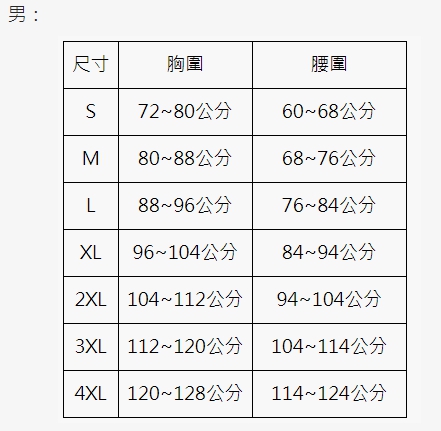 男：
尺寸 胸圍 腰圍
S 72~80公分 60~68公分
M 80~88公分 68~76公分
L 88~96公分 76~84公分
XL 96~104公分 84~94公分
2XL 104~112公分 94~104公分
3XL 112~120公分 104~114公分
4XL 120~128公分 114~124公分